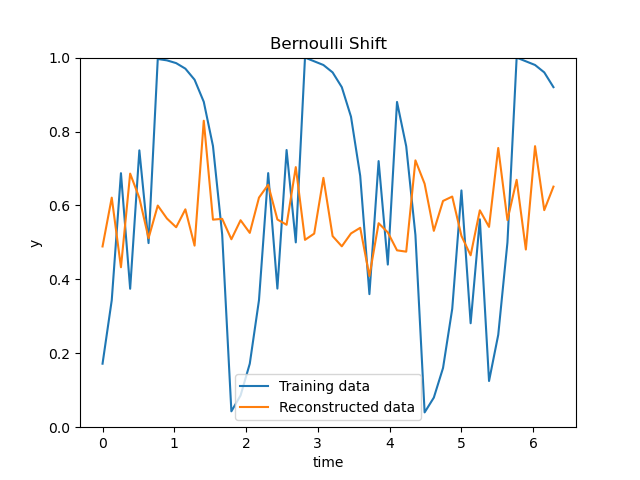 Bernoulli Shift
1.0
0.8
0.6
0.4
0.2
0.0
y
Training data
Reconstructed data
0 1 2 3 4 5 6
time